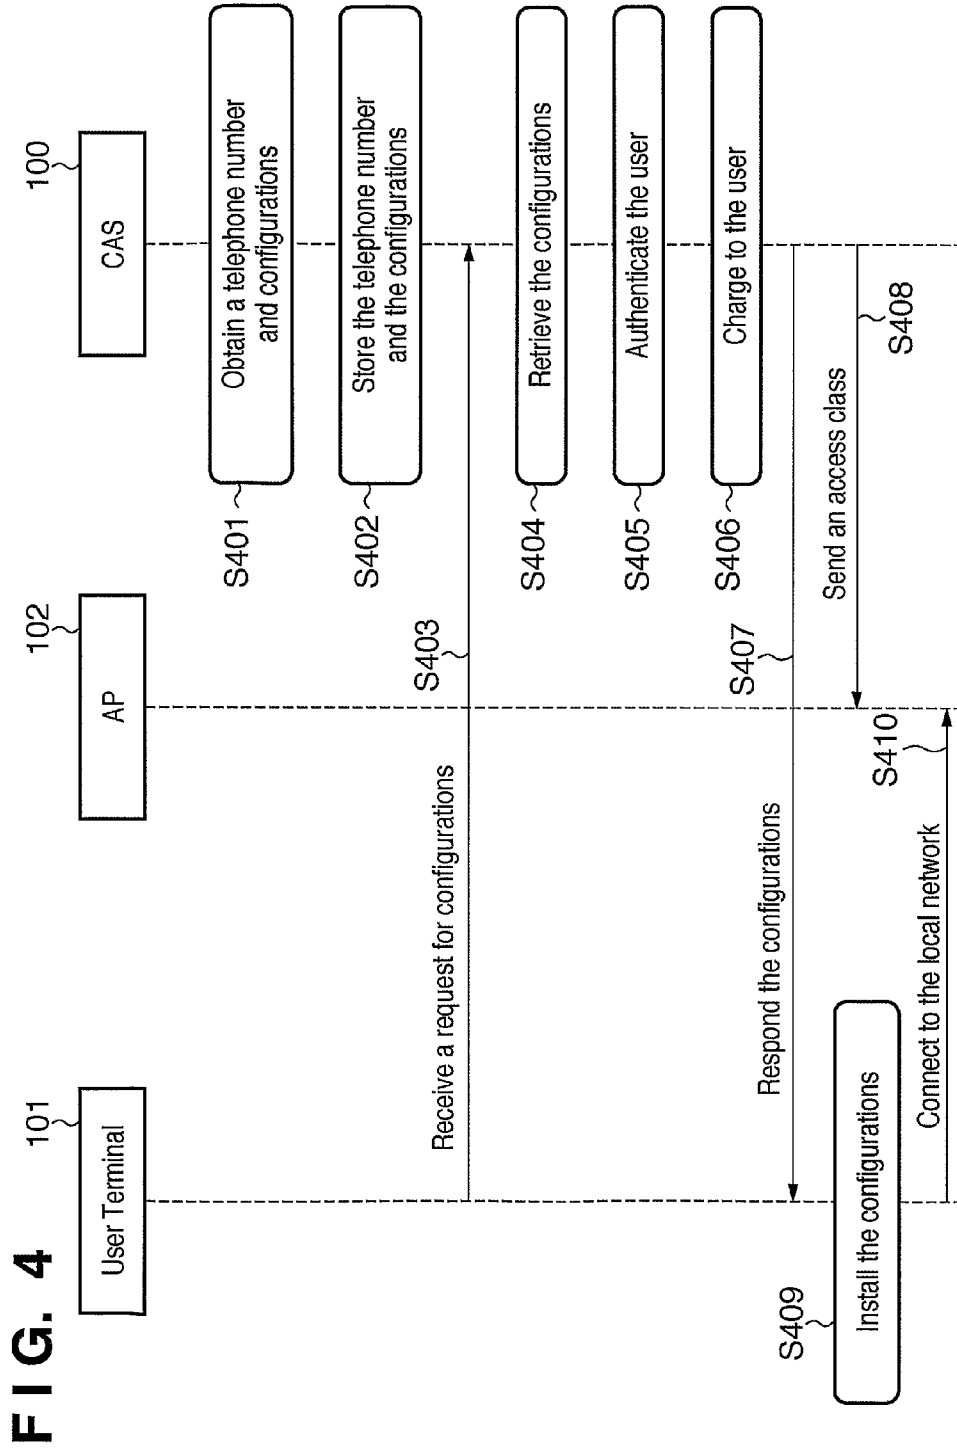 FIG. 4
101
102
100
User Terminal
AP
CAS
S401
Obtain a telephone number
and configurations
S402
Store the telephone number
and the configurations
S403
Receive a request for configurations
S404
Retrieve the configurations
S405
Authenticate the user
S406
Charge to the user
S407
Respond the configurations
Send an access class
S408
S409
Install the configurations
S410
Connect to the local network